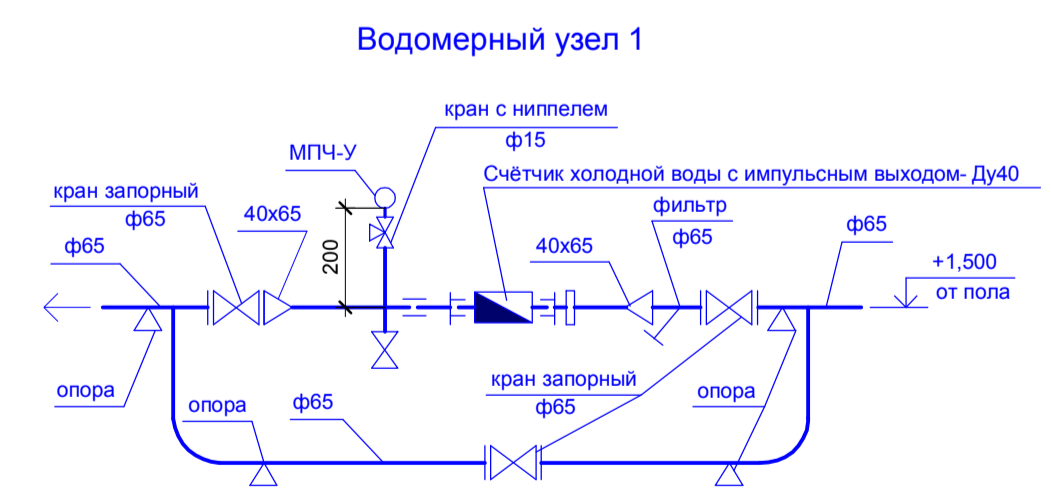 Водомерный узел 1
кран с ниппелем
ф15
МПЧ-У
Счётчик холодной воды с импульсным выходом- Ду40
кран запорный
ф65
40х65
фильтр
ф65
ф65
ф65
40х65
+1,500
от пола
200
опора
опора
ф65
кран запорный
ф65
опора